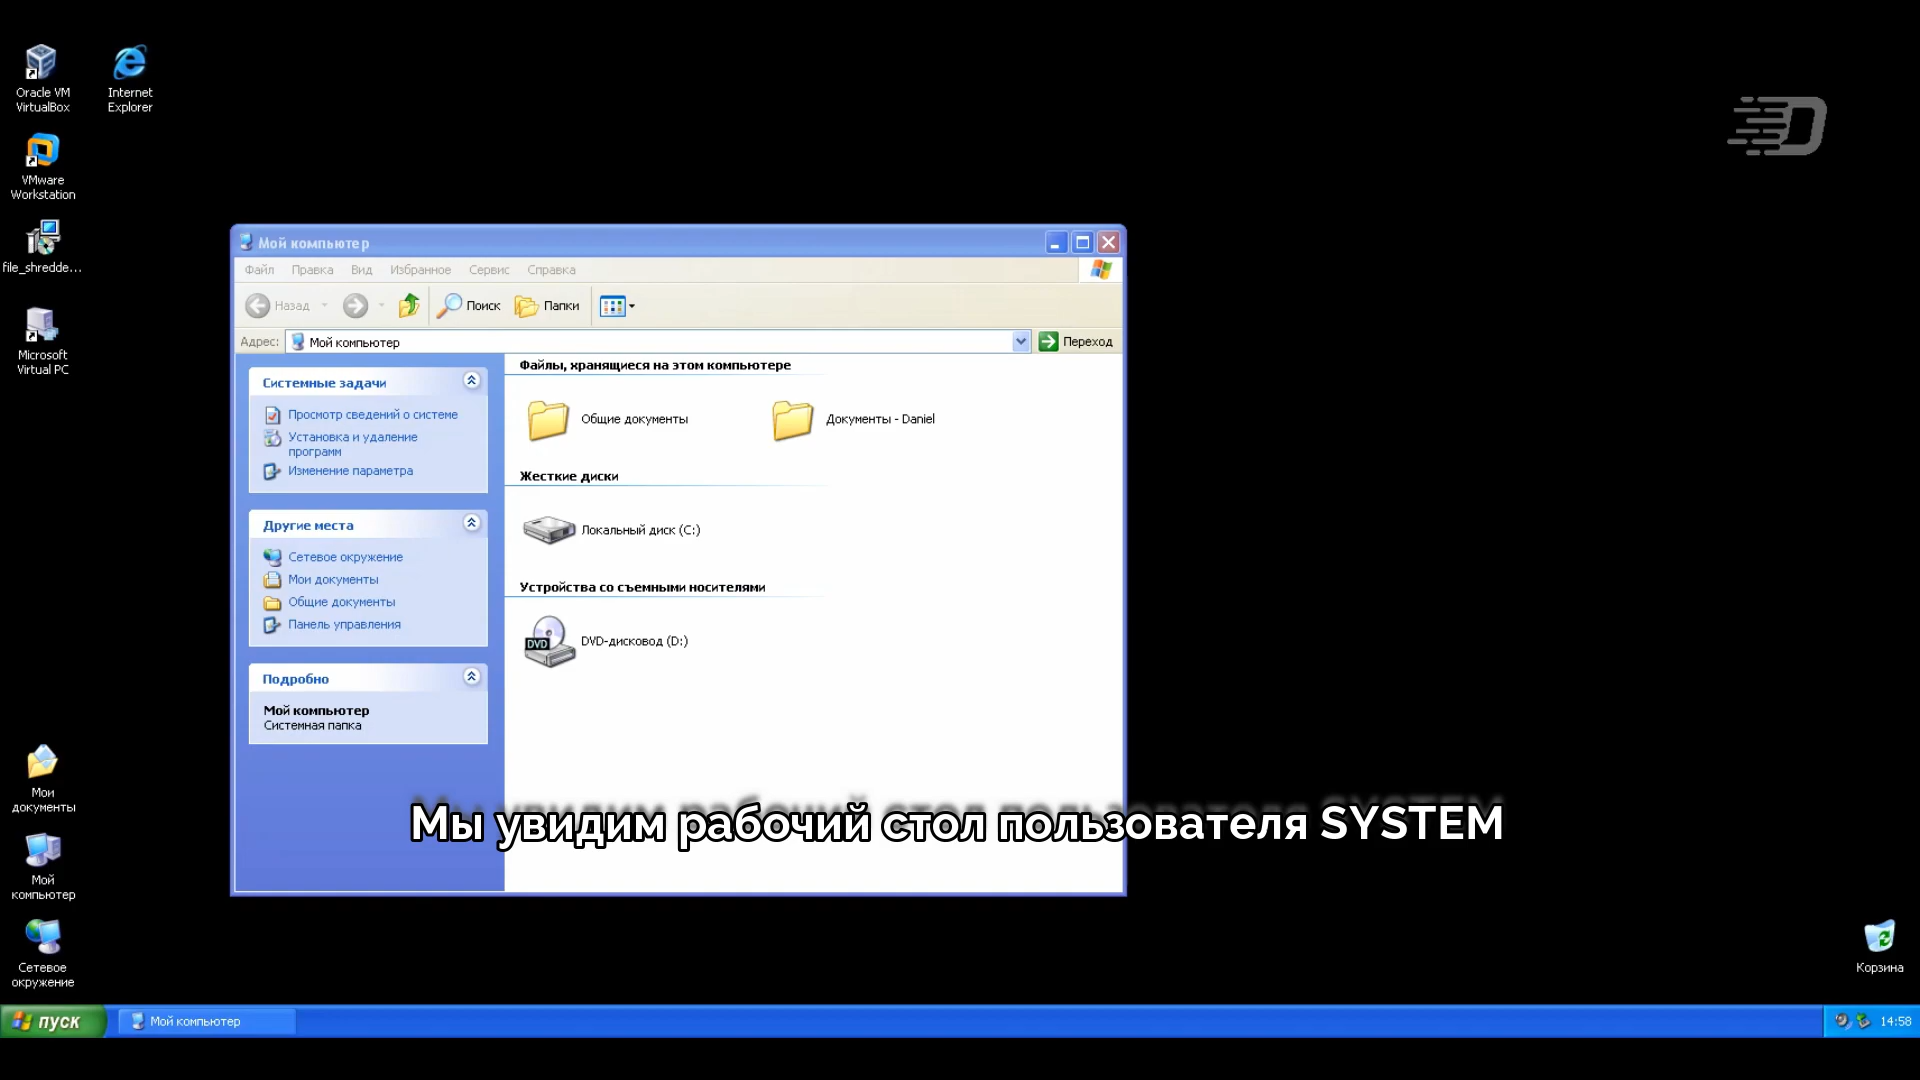 Oracle VM
VirtualBox
Internet
Explorer
VMware
Workstation
file_shredde...
Microsoft
Virtual PC
Мой компьютер
Файл Правка Вид Избранное Сервис Справка
Назад Поиск Папки
Адрес: Мой компьютер Переход
Системные задачи
Просмотр сведений о системе
Установка и удаление
программ
Изменение параметра
Другие места
Сетевое окружение
Мои документы
Общие документы
Панель управления
Подробно
Мой компьютер
Системная папка
Файлы, хранящиеся на этом компьютере
Общие документы Документы - Daniel
Жесткие диски
Локальный диск (C:)
Устройства со съемными носителями
DVD
DVD-дисковод (D:)
Мы увидим рабочий стол пользователя SYSTEM
Мои
документы
Мой
компьютер
Сетевое
окружение
Корзина
пуск Мой компьютер 14:58